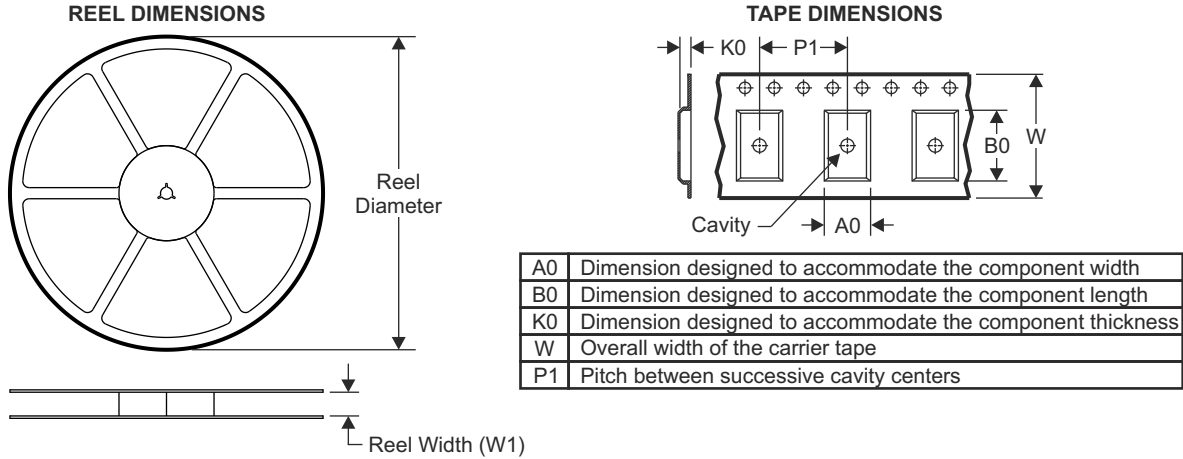 REEL DIMENSIONS
Reel
Diameter
Reel Width (W1)
TAPE DIMENSIONS
K0
P1
B0
W
Cavity
A0
A0 Dimension designed to accommodate the component width
B0 Dimension designed to accommodate the component length
K0 Dimension designed to accommodate the component thickness
W Overall width of the carrier tape
P1 Pitch between successive cavity centers